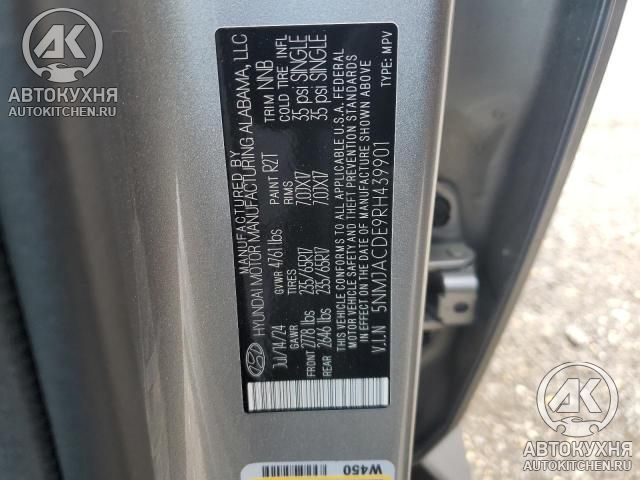 АВТОКУХНЯ
AUTOKITCHEN.RU
MANUFACTURED BY
HYUNDAI MOTOR MANUFACTURING ALABAMA, LLC
Jul/14/24 GVWR 4761 lbs PAINT R2T TRIM NNB
GAWR TIRES RIMS COLD TIRE INFL
FRONT 2778 lbs 235/65R17 7.0JX17 35 psi SINGLE
REAR 2646 lbs 235/65R17 7.0JX17 35 psi SINGLE
THIS VEHICLE CONFORMS TO ALL APPLICABLE U.S.A. FEDERAL
MOTOR VEHICLE SAFETY AND THEFT PREVENTION STANDARDS
IN EFFECT ON THE DATE OF MANUFACTURE SHOWN ABOVE
V.I.N 5NMJACDE9RH439901 TYPE: MPV
W450
AK
АВТОКУХНЯ
AUTOKITCHEN.RU